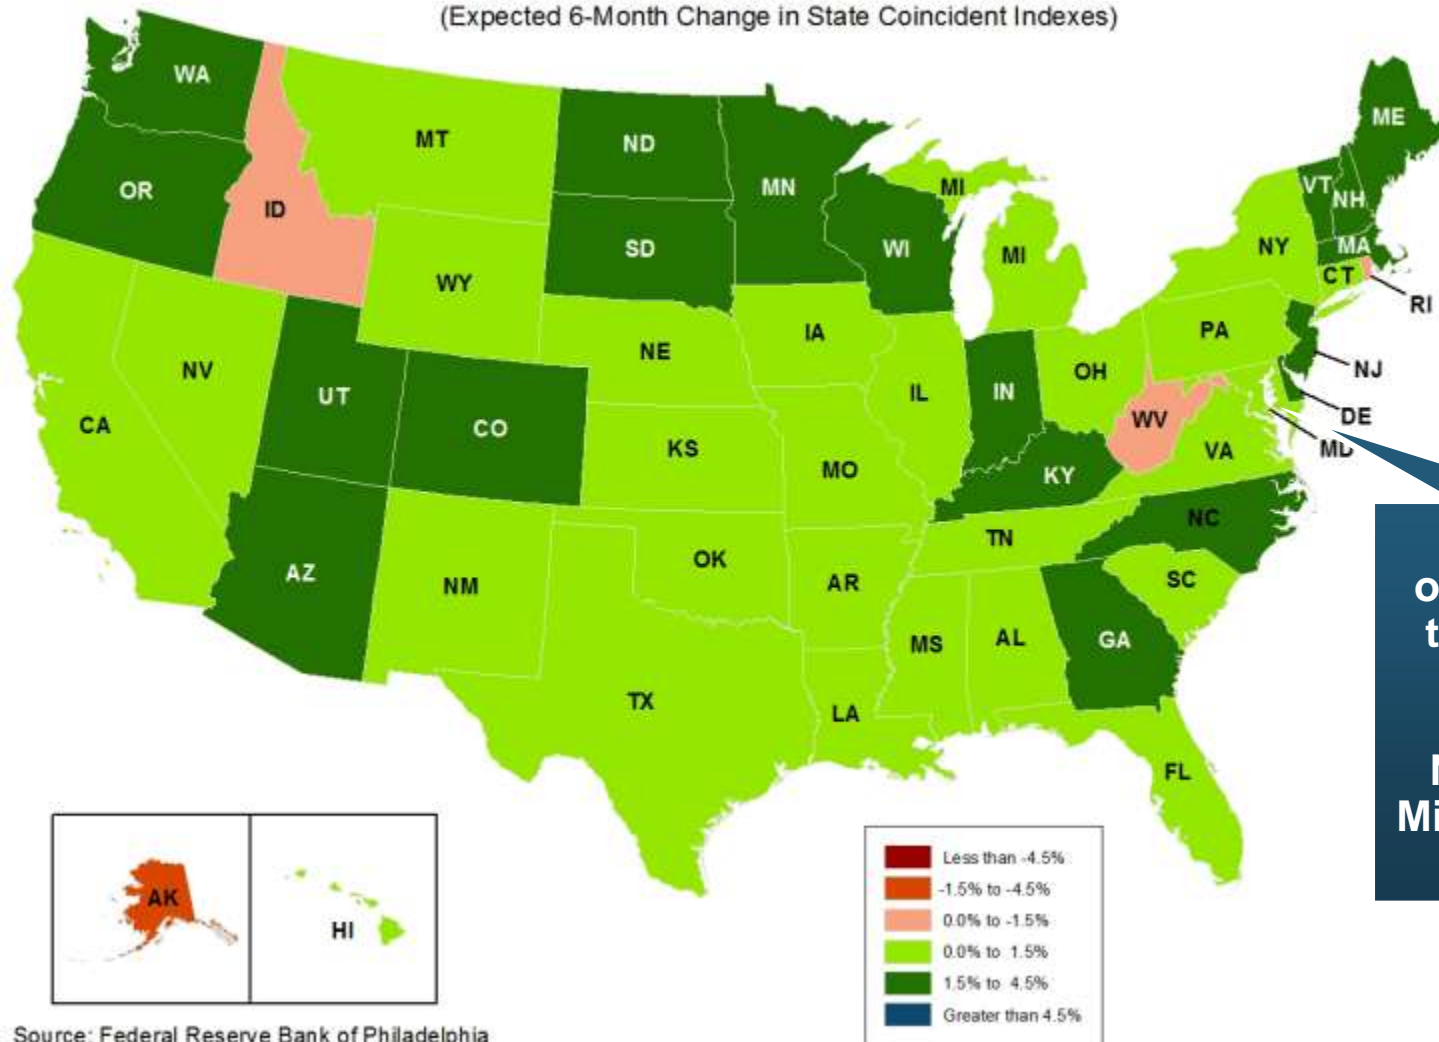 (Expected 6-Month Change in State Coincident Indexes)
WA
MT
ND
MN
ME
OR
ID
SD
WI
MI
MI
VT
NH
NY
MA
CT
RI
WY
IA
PA
NE
NV
UT
CO
IL
IN
OH
NJ
CA
KS
MO
WV
DE
VA
MD
KY
NC
AZ
NM
OK
TN
AR
SC
MS
AL
GA
TX
LA
FL
AK
HI
Less than -4.5%
-1.5% to -4.5%
0.0% to -1.5%
0.0% to 1.5%
1.5% to 4.5%
Greater than 4.5%
Source: Federal Reserve Bank of Philadelphia